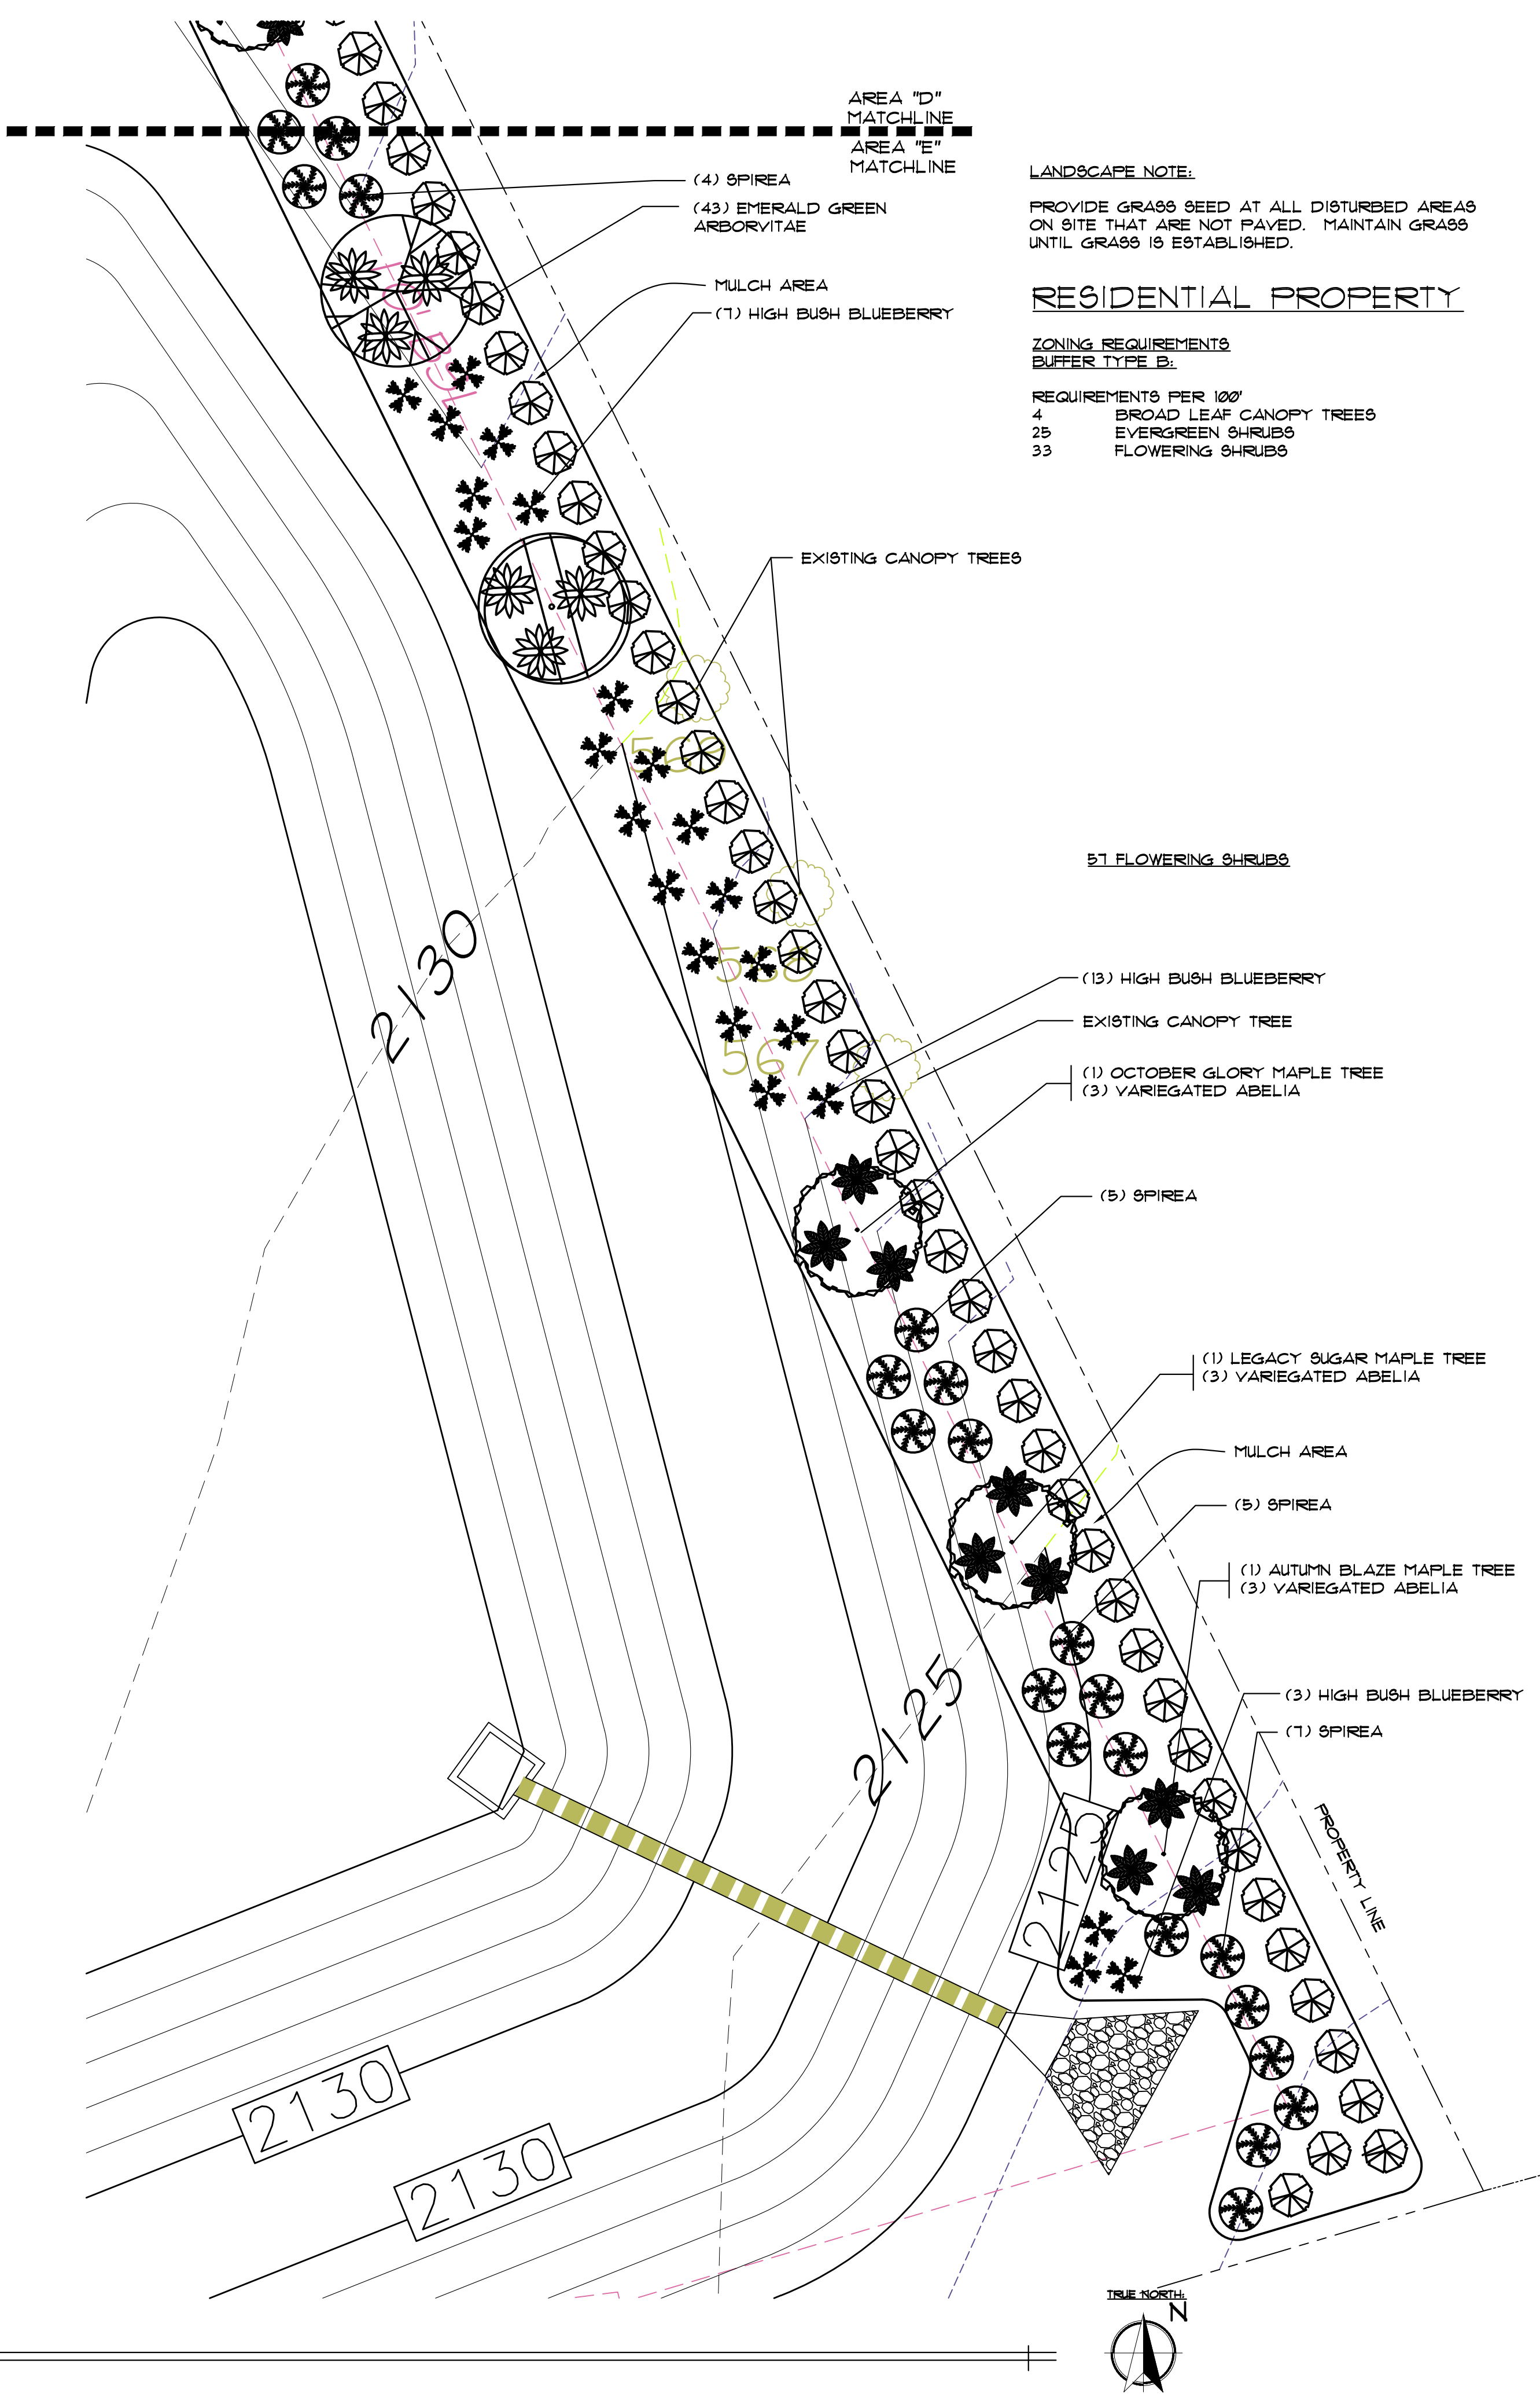 AREA "D"
MATCHLINE
AREA "E"
MATCHLINE
(4) SPIREA
(43) EMERALD GREEN
ARBORVITAE
MULCH AREA
(7) HIGH BUSH BLUEBERRY
LANDSCAPE NOTE:
PROVIDE GRASS SEED AT ALL DISTURBED AREAS
ON SITE THAT ARE NOT PAVED. MAINTAIN GRASS
UNTIL GRASS IS ESTABLISHED.
RESIDENTIAL PROPERTY
ZONING REQUIREMENTS
BUFFER TYPE B:
REQUIREMENTS PER 100'
4 BROAD LEAF CANOPY TREES
25 EVERGREEN SHRUBS
33 FLOWERING SHRUBS
10' BSL
EXISTING CANOPY TREES
569
57 FLOWERING SHRUBS
2130
568
(13) HIGH BUSH BLUEBERRY
EXISTING CANOPY TREE
567
(1) OCTOBER GLORY MAPLE TREE
(3) VARIEGATED ABELIA
(5) SPIREA
(1) LEGACY SUGAR MAPLE TREE
(3) VARIEGATED ABELIA
MULCH AREA
(5) SPIREA
(1) AUTUMN BLAZE MAPLE TREE
(3) VARIEGATED ABELIA
2125
(3) HIGH BUSH BLUEBERRY
(7) SPIREA
2125
PROPERTY LINE
2130
2130
TRUE NORTH:
N